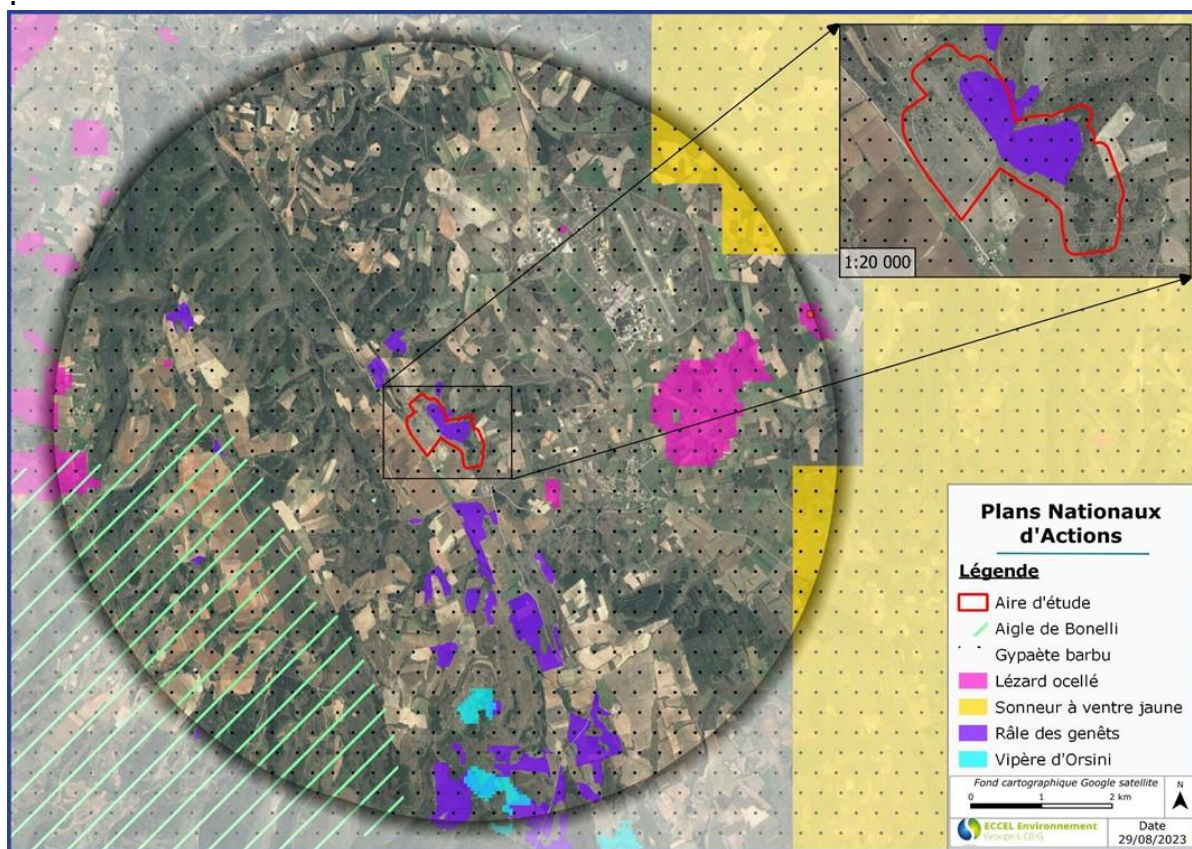 1:20 000
Plans Nationaux
d'Actions
Légende
Aire d'étude
Aigle de Bonelli
Gypaète barbu
Lézard ocellé
Sonneur à ventre jaune
Râle des genêts
Vipère d'Orsini
Fond cartographique Google satellite
0 1 2 km
N
ECCEL Environnement
Date
29/08/2023